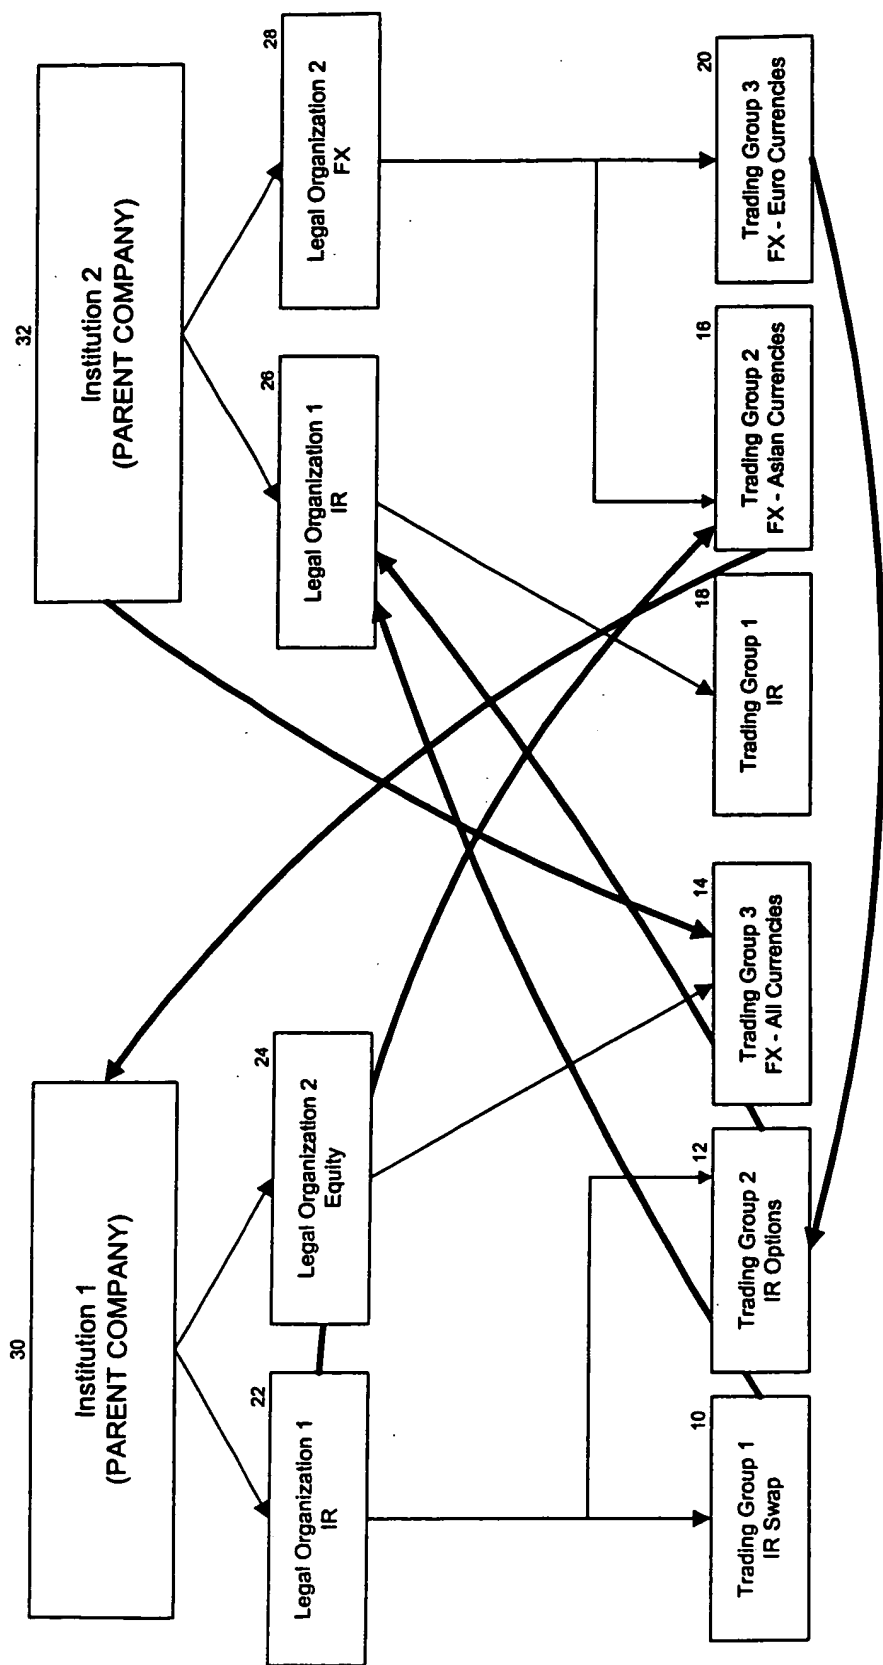 30
Institution 1
(PARENT COMPANY)
32
Institution 2
(PARENT COMPANY)
22
Legal Organization 1
IR
24
Legal Organization 2
Equity
26
Legal Organization 1
IR
28
Legal Organization 2
FX
10
Trading Group 1
IR Swap
12
Trading Group 2
IR Options
14
Trading Group 3
FX - All Currencies
18
Trading Group 1
IR
16
Trading Group 2
FX - Asian Currencies
20
Trading Group 3
FX - Euro Currencies